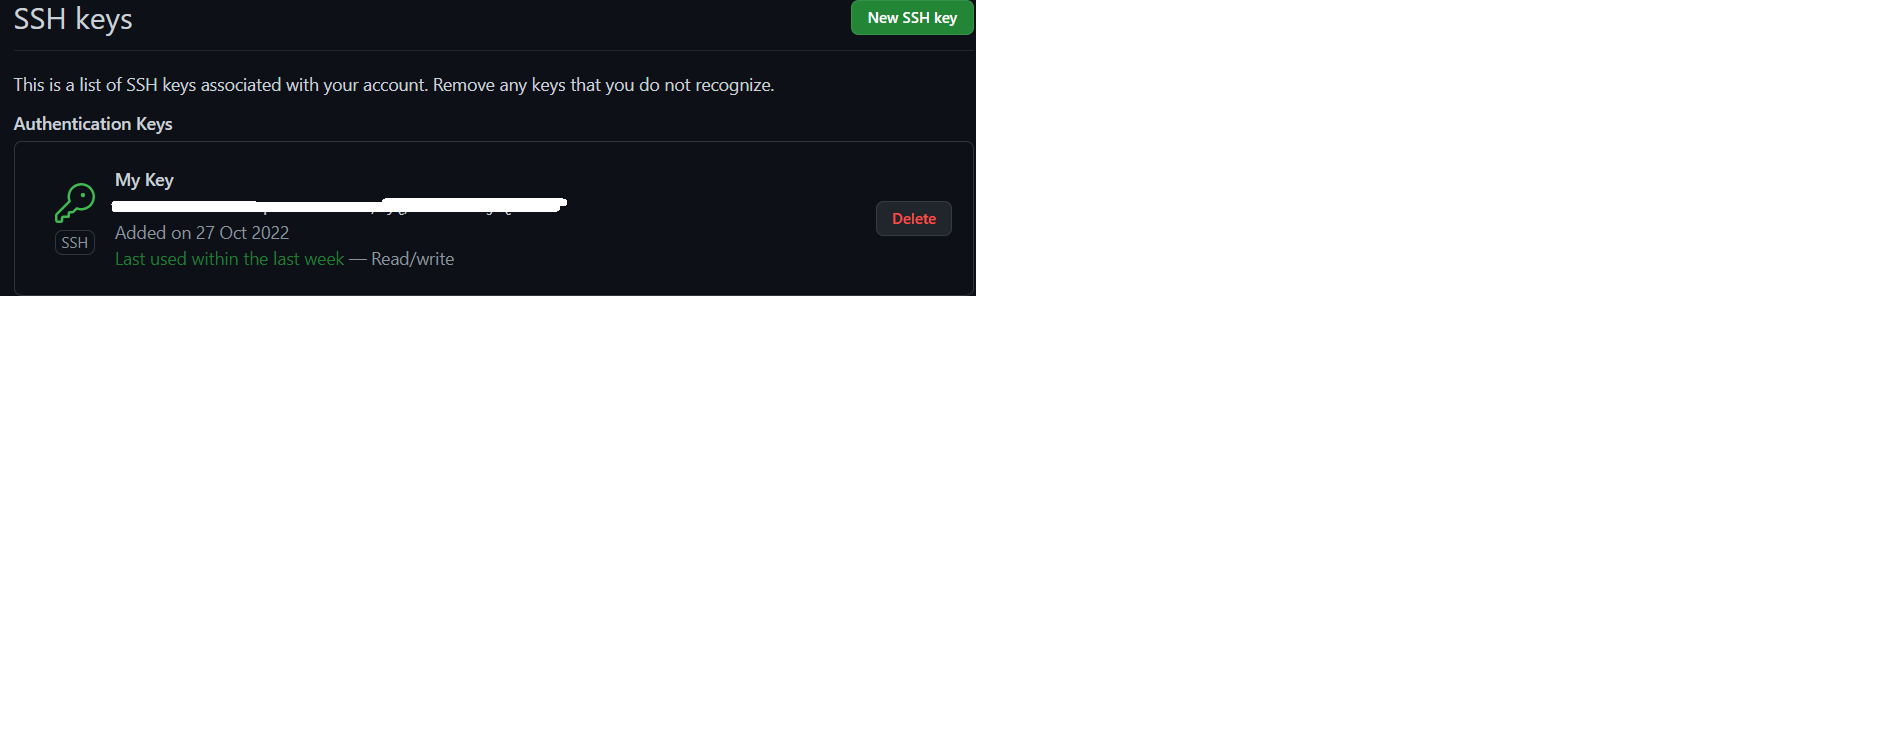 SSH keys
New SSH key
This is a list of SSH keys associated with your account. Remove any keys that you do not recognize.
Authentication Keys
My Key
SSH
Added on 27 Oct 2022
Last used within the last week — Read/write
Delete